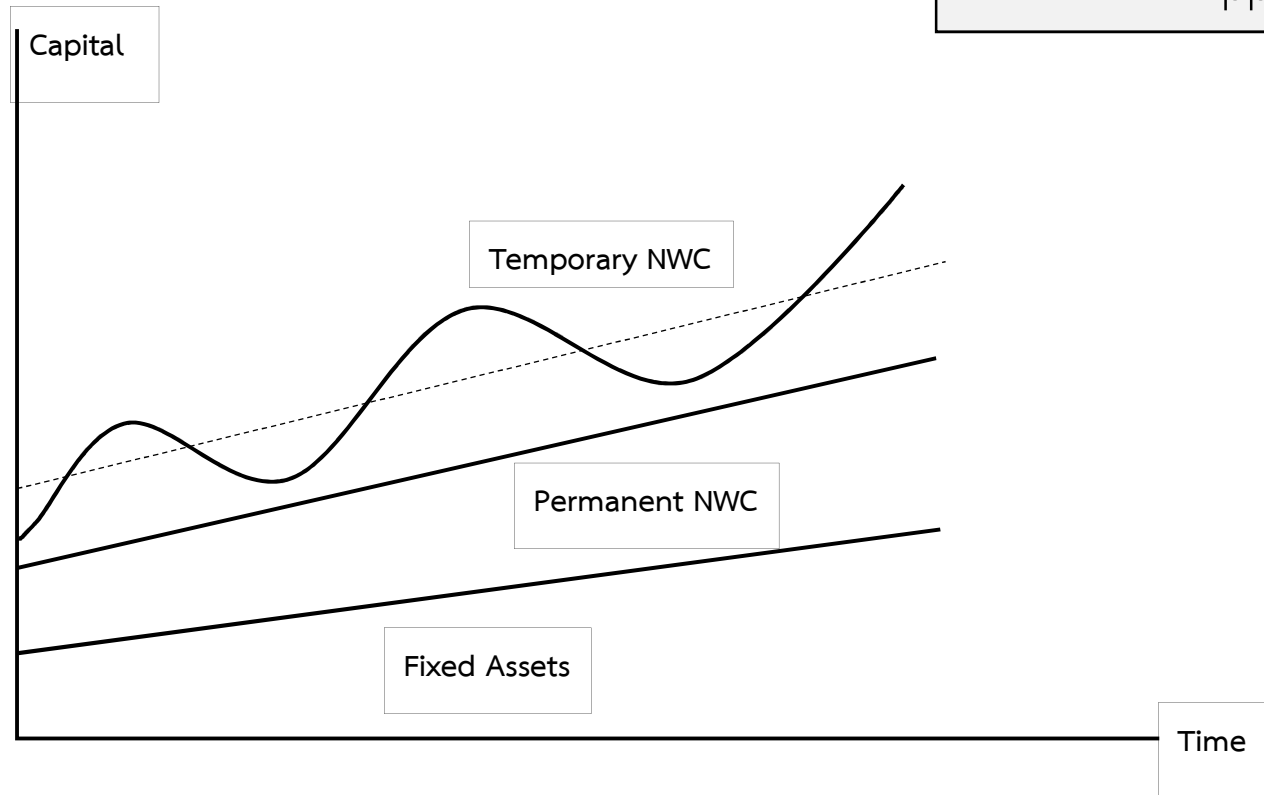 Capital
Temporary NWC
Permanent NWC
Fixed Assets
Time